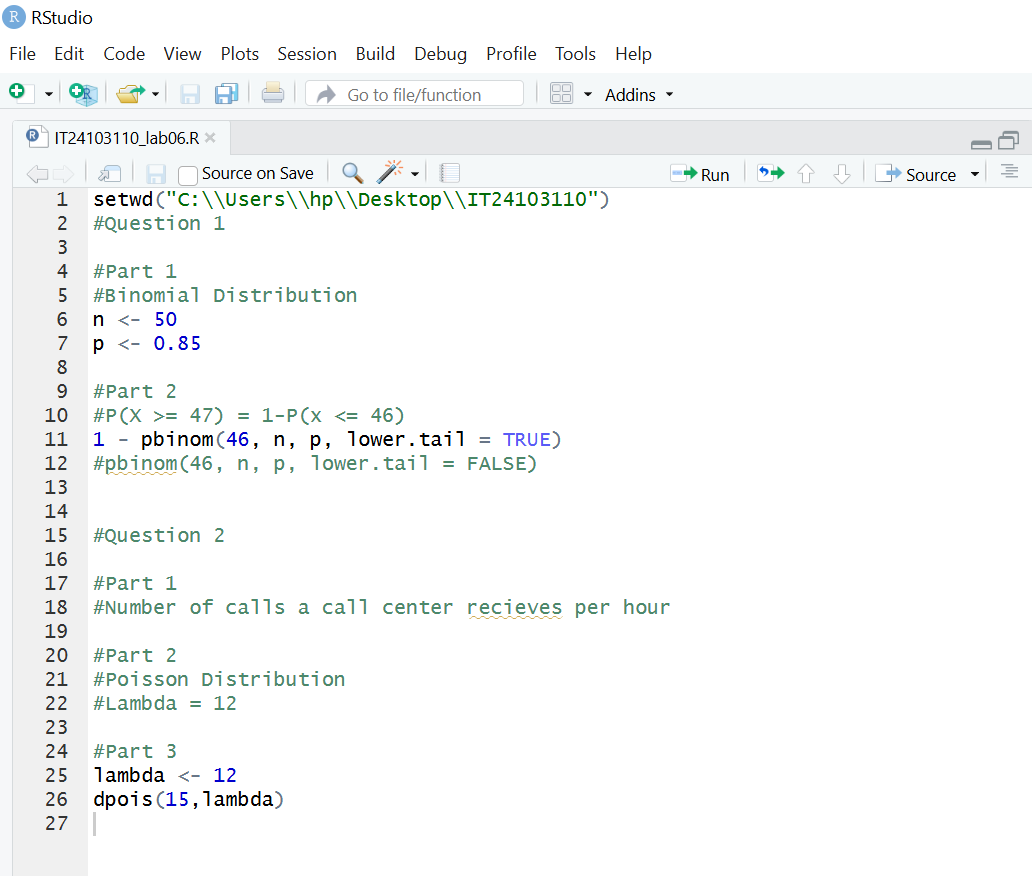 RStudio
File Edit Code View Plots Session Build Debug Profile Tools Help
Go to file/function Addins
IT24103110_lab06.R
Source on Save Run Source
1 setwd("C:\\Users\\hp\\Desktop\\IT24103110")
2 #Question 1
3
4 #Part 1
5 #Binomial Distribution
6 n <- 50
7 p <- 0.85
8
9 #Part 2
10 #P(X >= 47) = 1-P(x <= 46)
11 1 - pbinom(46, n, p, lower.tail = TRUE)
12 #pbinom(46, n, p, lower.tail = FALSE)
13
14
15 #Question 2
16
17 #Part 1
18 #Number of calls a call center recieves per hour
19
20 #Part 2
21 #Poisson Distribution
22 #Lambda = 12
23
24 #Part 3
25 lambda <- 12
26 dpois(15,lambda)
27